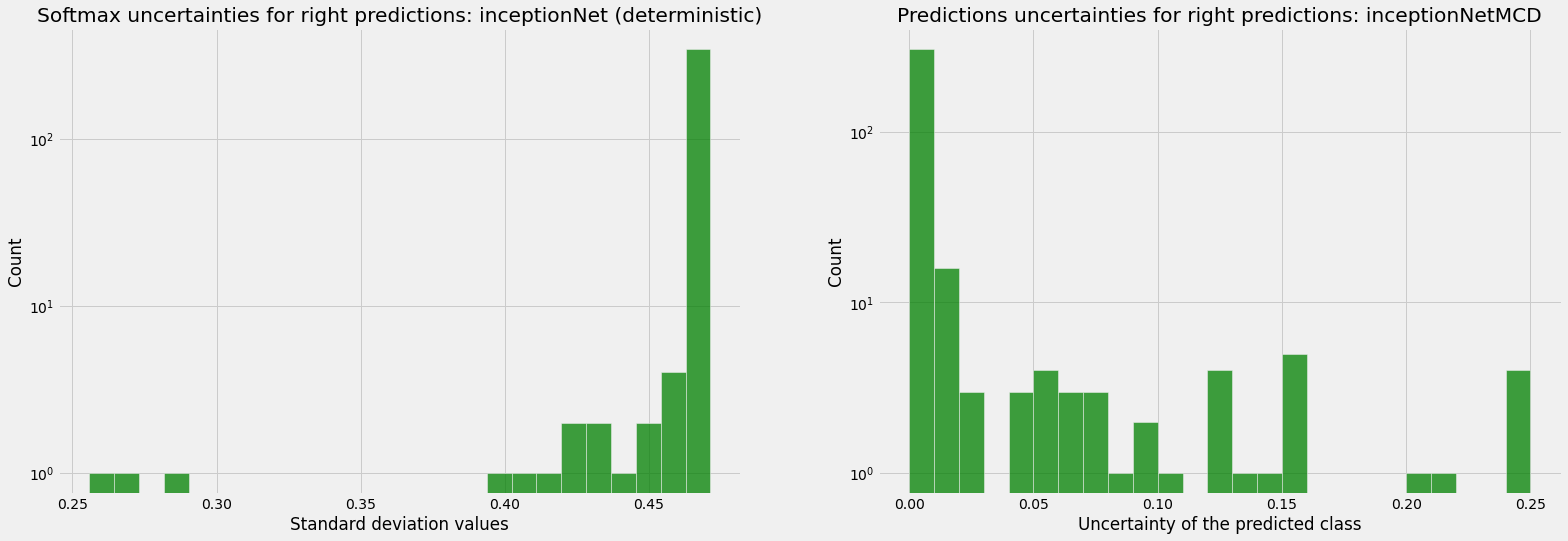 Softmax uncertainties for right predictions: inceptionNet (deterministic)
Count
10²
10¹
10⁰
0.25 0.30 0.35 0.40 0.45
Standard deviation values
Predictions uncertainties for right predictions: inceptionNetMCD
Count
10²
10¹
10⁰
0.00 0.05 0.10 0.15 0.20 0.25
Uncertainty of the predicted class